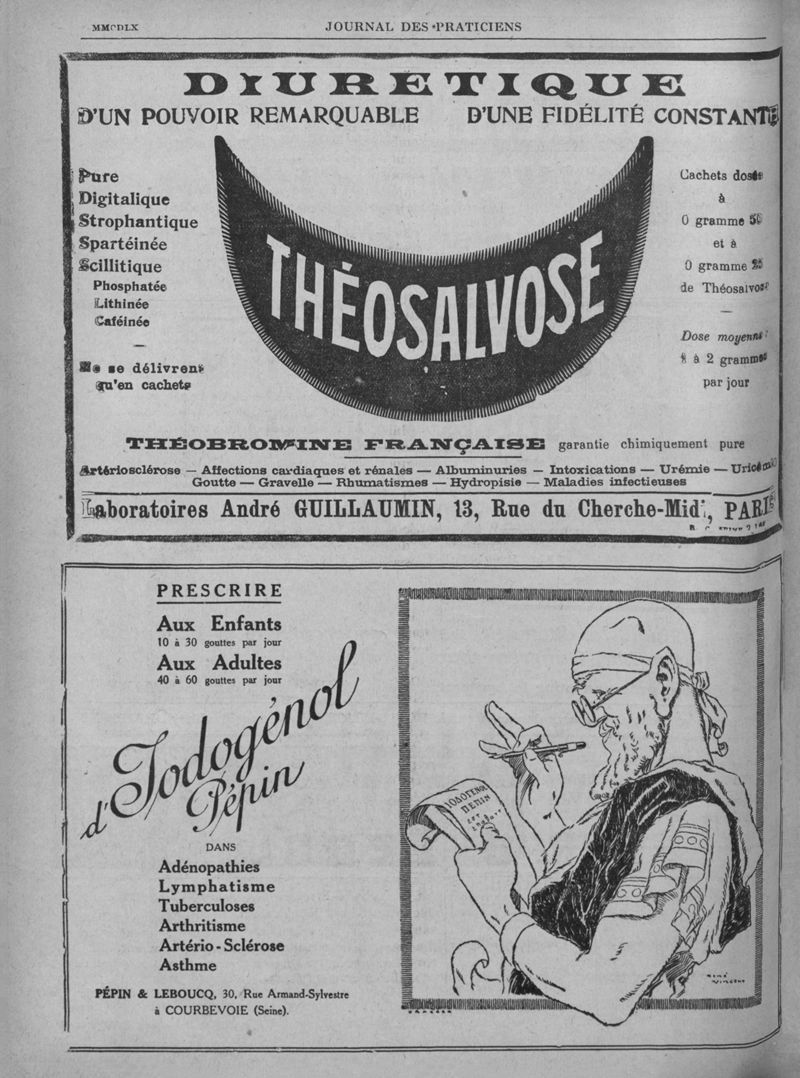 MMCDLX
JOURNAL DES PRATICIENS
DIURÉTIQUE
D'UN POUVOIR REMARQUABLE D'UNE FIDÉLITÉ CONSTANTE
Pure
Digitalique
Strophantique
Spartéinée
Scillitique
Phosphatée
Lithinée
Caféinée
—
Ne se délivrent
qu'en cachets
THÉOSALVOSE
Cachets dosés
à
0 gramme 50
et à
0 gramme 25
de Théosalvose
—
Dose moyenne :
1 à 2 grammes
par jour
THÉOBROMINE FRANÇAISE garantie chimiquement pure
Artériosclérose — Affections cardiaques et rénales — Albuminuries — Intoxications — Urémie — Uricémie
Goutte — Gravelle — Rhumatismes — Hydropisie — Maladies infectieuses
Laboratoires André GUILLAUMIN, 13, Rue du Cherche-Midi, PARIS
PRESCRIRE
Aux Enfants
10 à 30 gouttes par jour
Aux Adultes
40 à 60 gouttes par jour
d'Iodogénol
Pépin
DANS
Adénopathies
Lymphatisme
Tuberculoses
Arthritisme
Artério-Sclérose
Asthme
PÉPIN & LEBOUCQ, 30, Rue Armand-Sylvestre
à COURBEVOIE (Seine).
IODOGENOL
PEPIN
RENÉ
VINCENT